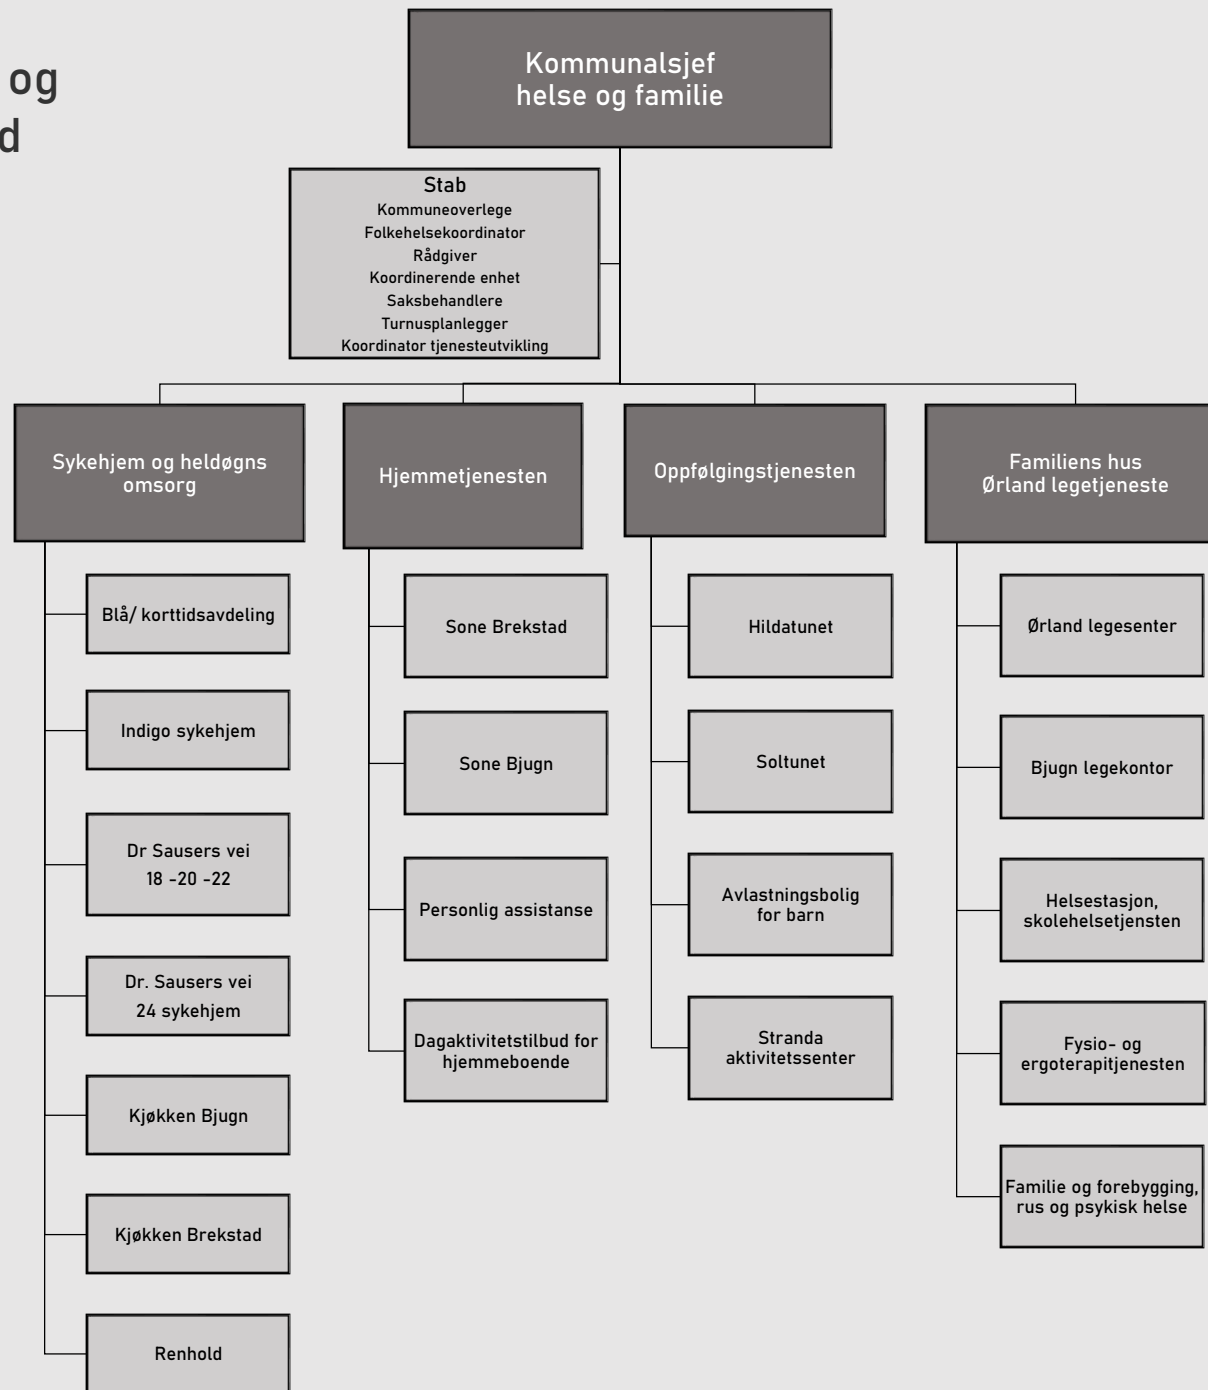 og
Kommunalsjef
helse og familie
Stab
Kommuneoverlege
Folkehelsekoordinator
Rådgiver
Koordinerende enhet
Saksbehandlere
Turnusplanlegger
Koordinator tjenesteutvikling
Sykehjem og heldøgns
omsorg
Blå/ korttidsavdeling
Indigo sykehjem
Dr Sausers vei
18 -20 -22
Dr. Sausers vei
24 sykehjem
Kjøkken Bjugn
Kjøkken Brekstad
Renhold
Hjemmetjenesten
Sone Brekstad
Sone Bjugn
Personlig assistanse
Dagaktivitetstilbud for
hjemmeboende
Oppfølgingstjenesten
Hildatunet
Soltunet
Avlastningsbolig
for barn
Stranda
aktivitetssenter
Familiens hus
Ørland legetjeneste
Ørland legesenter
Bjugn legekontor
Helsestasjon,
skolehelsetjensten
Fysio- og
ergoterapitjenesten
Familie og forebygging,
rus og psykisk helse